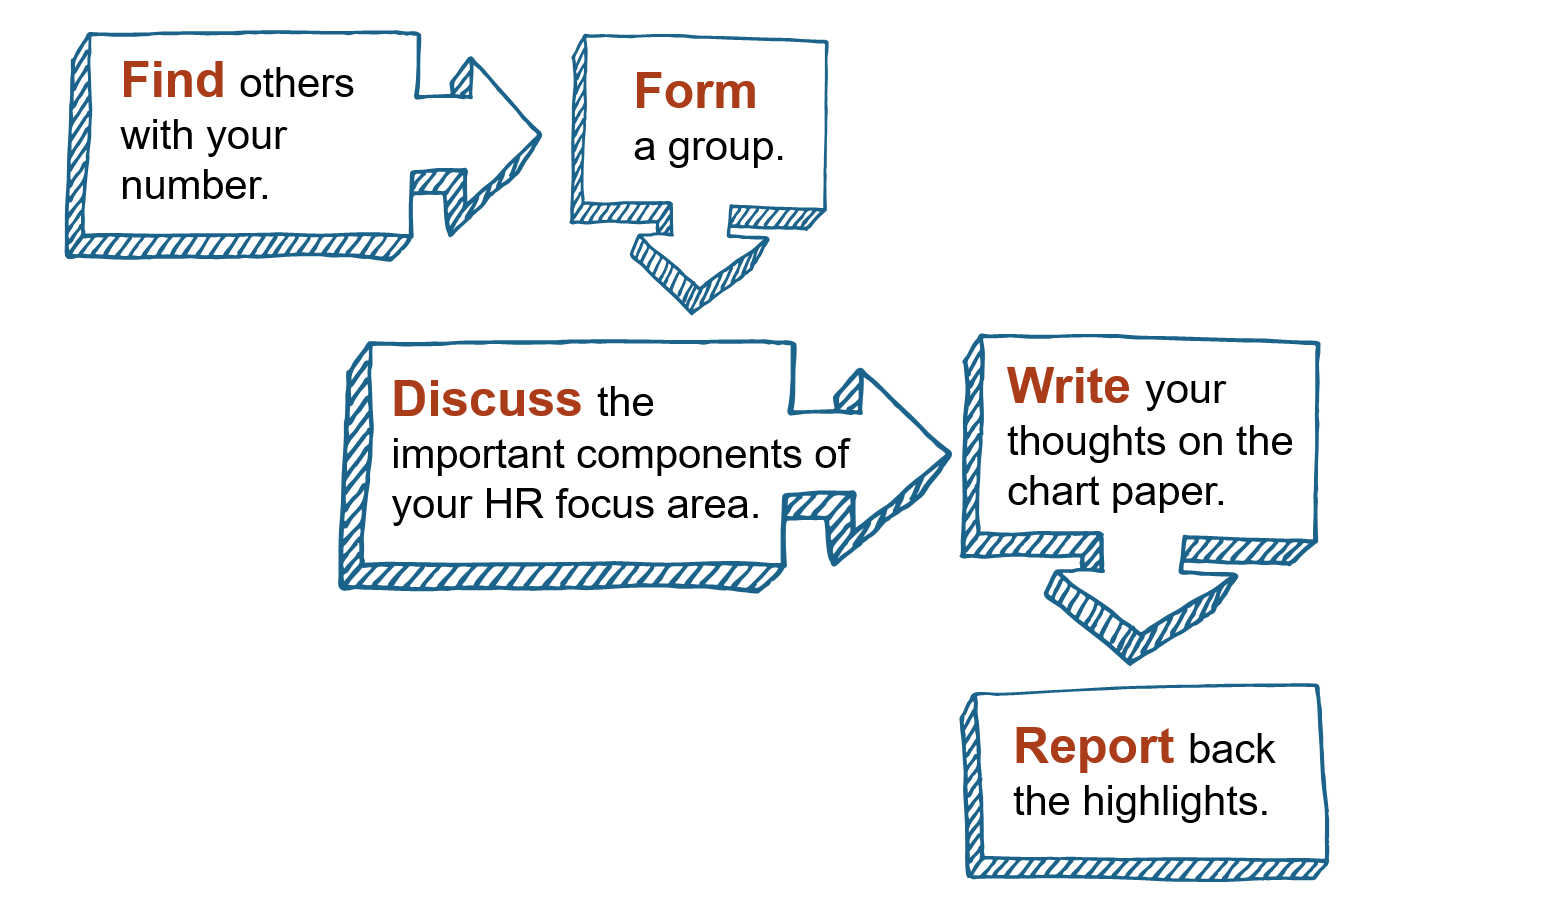 Find others
with your
number.
Form
a group.
Discuss the
important components of
your HR focus area.
Write your
thoughts on the
chart paper.
Report back
the highlights.